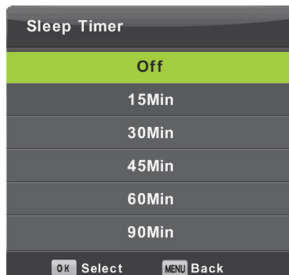 Sleep Timer
Off
15Min
30Min
45Min
60Min
90Min
OK Select MENU Back